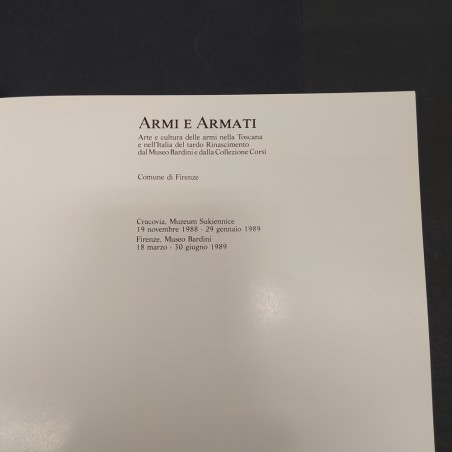 ARMI E ARMATI
Arte e cultura delle armi nella Toscana
e nell'Italia del tardo Rinascimento
dal Museo Bardini e dalla Collezione Corsi
Comune di Firenze
Cracovia, Muzeum Sukiennice
19 novembre 1988 - 29 gennaio 1989
Firenze, Museo Bardini
18 marzo - 30 giugno 1989